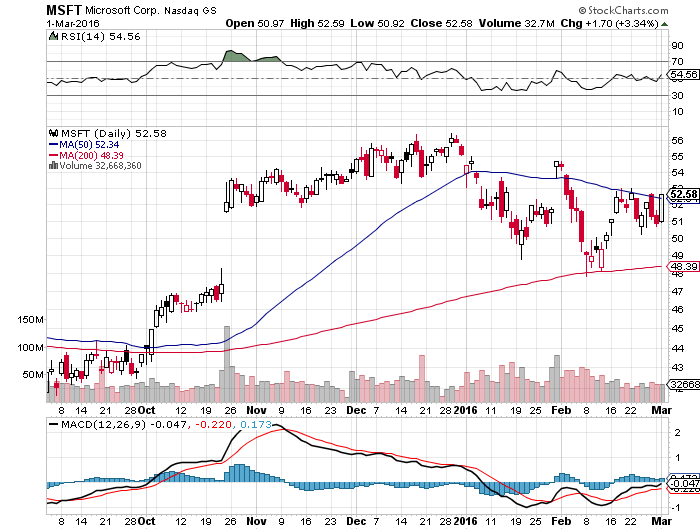 MSFT Microsoft Corp. Nasdaq GS © StockCharts.com
1-Mar-2016 Open 50.97 High 52.59 Low 50.92 Close 52.58 Volume 32.7M Chg +1.70 (+3.34%)
RSI(14) 54.56
90
70
54.56
50
30
10
MSFT (Daily) 52.58
MA(50) 52.34
MA(200) 48.39
Volume 32,668,360
56
55
54
53
52.58
51
50
49
48.39
47
46
45
44
43
42
150M
100M
50M
32668
8 14 21 28 Oct 12 19 26 Nov 9 16 23 Dec 7 14 21 28 2016 11 19 25 Feb 8 16 22 Mar
MACD(12,26,9) -0.047, -0.220, 0.173
2
1
-0.047
-1
8 14 21 28 Oct 12 19 26 Nov 9 16 23 Dec 7 14 21 28 2016 11 19 25 Feb 8 16 22 Mar